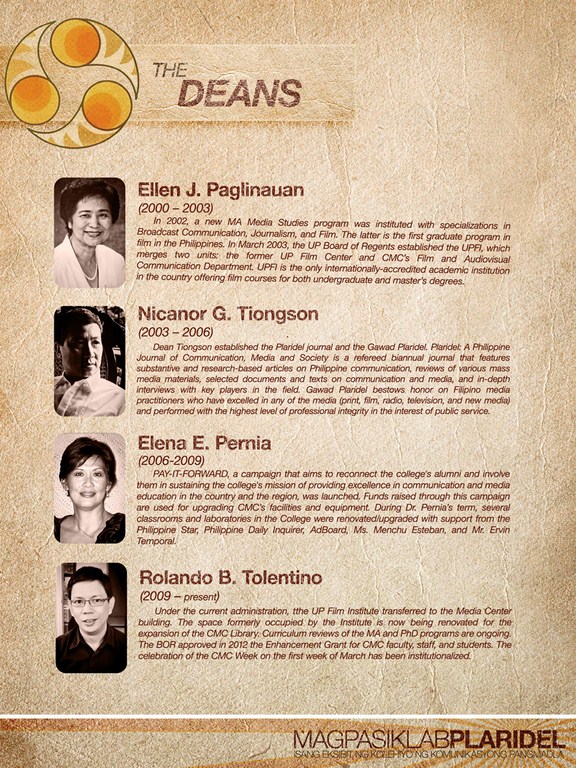 THE
DEANS
Ellen J. Paglinauan
(2000 – 2003)
In 2002, a new MA Media Studies program was instituted with specializations in
Broadcast Communication, Journalism, and Film. The latter is the first graduate program in
film in the Philippines. In March 2003, the UP Board of Regents established the UPFI, which
merges two units: the former UP Film Center and CMC's Film and Audiovisual
Communication Department. UPFI is the only internationally-accredited academic institution
in the country offering film courses for both undergraduate and master's degrees.
Nicanor G. Tiongson
(2003 – 2006)
Dean Tiongson established the Plaridel journal and the Gawad Plaridel. Plaridel: A Philippine
Journal of Communication, Media and Society is a refereed biannual journal that features
substantive and research-based articles on Philippine communication, reviews of various mass
media materials, selected documents and texts on communication and media, and in-depth
interviews with key players in the field. Gawad Plaridel bestows honor on Filipino media
practitioners who have excelled in any of the media (print, film, radio, television, and new media)
and performed with the highest level of professional integrity in the interest of public service.
Elena E. Pernia
(2006-2009)
PAY-IT-FORWARD, a campaign that aims to reconnect the college's alumni and involve
them in sustaining the college's mission of providing excellence in communication and media
education in the country and the region, was launched. Funds raised through this campaign
are used for upgrading CMC's facilities and equipment. During Dr. Pernia's term, several
classrooms and laboratories in the College were renovated/upgraded with support from the
Philippine Star, Philippine Daily Inquirer, AdBoard, Ms. Menchu Esteban, and Mr. Ervin
Temporal.
Rolando B. Tolentino
(2009 – present)
Under the current administration, tthe UP Film Institute transferred to the Media Center
building. The space formerly occupied by the Institute is now being renovated for the
expansion of the CMC Library. Curriculum reviews of the MA and PhD programs are ongoing.
The BOR approved in 2012 the Enhancement Grant for CMC faculty, staff, and students. The
celebration of the CMC Week on the first week of March has been institutionalized.
MAGPASIKLABPLARIDEL
ISANG EKSIBIT NG KOLEHIYO NG KOMUNIKASYONG PANGMADLA